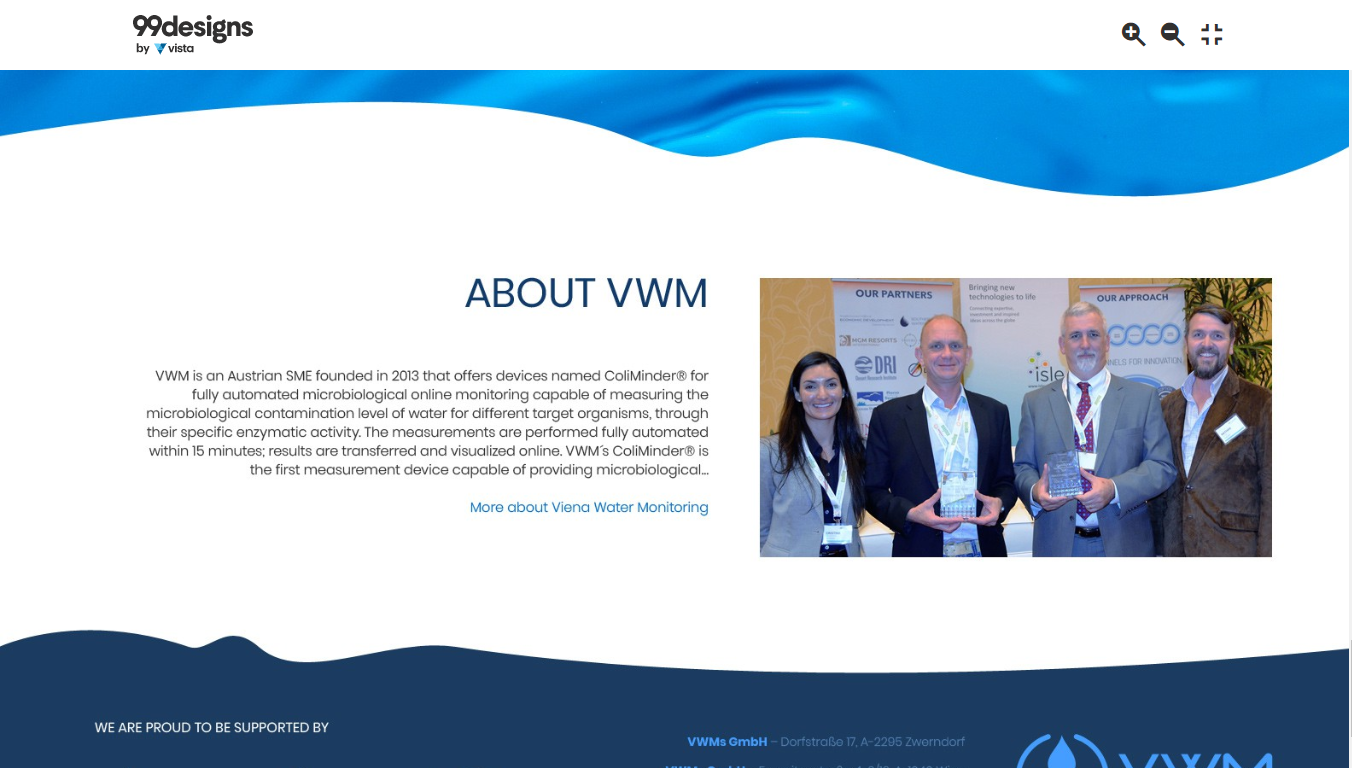 99designs
by vista
ABOUT VWM
VWM is an Austrian SME founded in 2013 that offers devices named ColiMinder® for
fully automated microbiological online monitoring capable of measuring the
microbiological contamination level of water for different target organisms, through
their specific enzymatic activity. The measurements are performed fully automated
within 15 minutes; results are transferred and visualized online. VWM´s ColiMinder® is
the first measurement device capable of providing microbiological...
More about Viena Water Monitoring
OUR PARTNERS
MGM RESORTS
DRI
Bringing new
technologies to life
isle
OUR APPROACH
FOR INNOVATION
WE ARE PROUD TO BE SUPPORTED BY
VWMs GmbH – Dorfstraße 17, A-2295 Zwerndorf
VWM